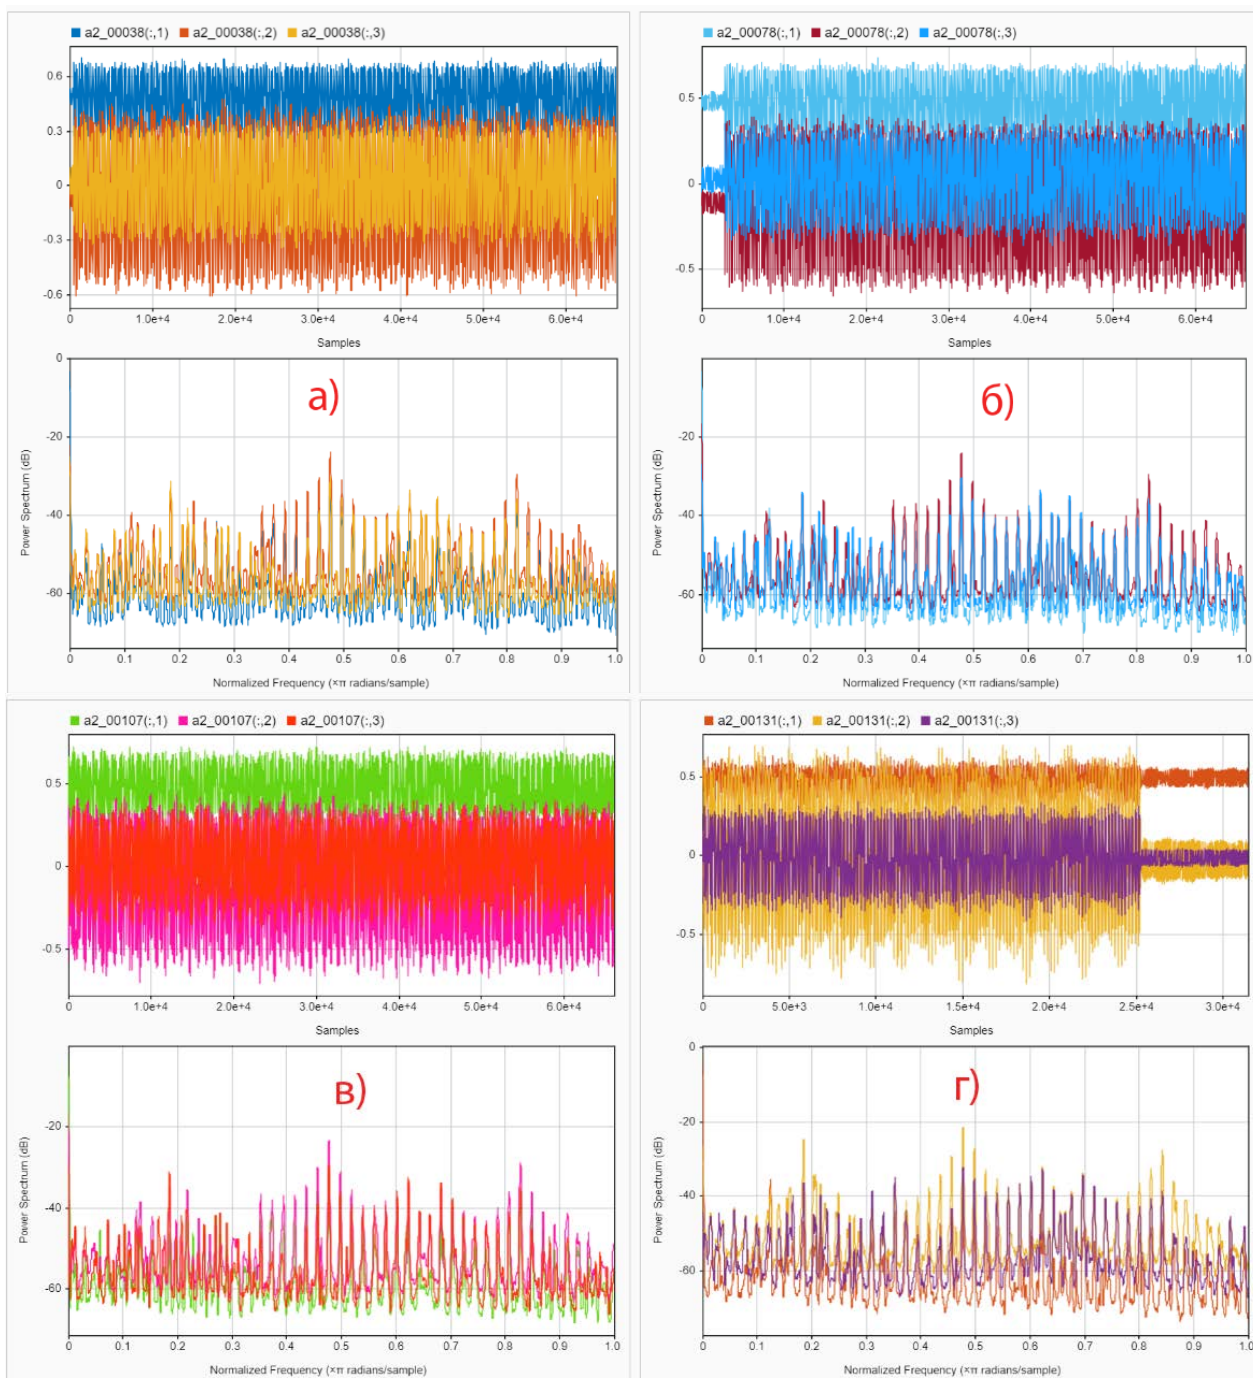 a2_00038(:,1) a2_00038(:,2) a2_00038(:,3)
0.6
0.3
0
-0.3
-0.6
0 1.0e+4 2.0e+4 3.0e+4 4.0e+4 5.0e+4 6.0e+4
Samples
0
-20
-40
-60
Power Spectrum (dB)
а)
0 0.1 0.2 0.3 0.4 0.5 0.6 0.7 0.8 0.9 1.0
Normalized Frequency (×π radians/sample)
a2_00078(:,1) a2_00078(:,2) a2_00078(:,3)
0.5
0
-0.5
0 1.0e+4 2.0e+4 3.0e+4 4.0e+4 5.0e+4 6.0e+4
Samples
-20
-40
-60
Power Spectrum (dB)
б)
0 0.1 0.2 0.3 0.4 0.5 0.6 0.7 0.8 0.9 1.0
Normalized Frequency (×π radians/sample)
a2_00107(:,1) a2_00107(:,2) a2_00107(:,3)
0.5
0
-0.5
0 1.0e+4 2.0e+4 3.0e+4 4.0e+4 5.0e+4 6.0e+4
Samples
-20
-40
-60
Power Spectrum (dB)
в)
0 0.1 0.2 0.3 0.4 0.5 0.6 0.7 0.8 0.9 1.0
Normalized Frequency (×π radians/sample)
a2_00131(:,1) a2_00131(:,2) a2_00131(:,3)
0.5
0
-0.5
0 5.0e+3 1.0e+4 1.5e+4 2.0e+4 2.5e+4 3.0e+4
Samples
0
-20
-40
-60
Power Spectrum (dB)
г)
0 0.1 0.2 0.3 0.4 0.5 0.6 0.7 0.8 0.9 1.0
Normalized Frequency (×π radians/sample)